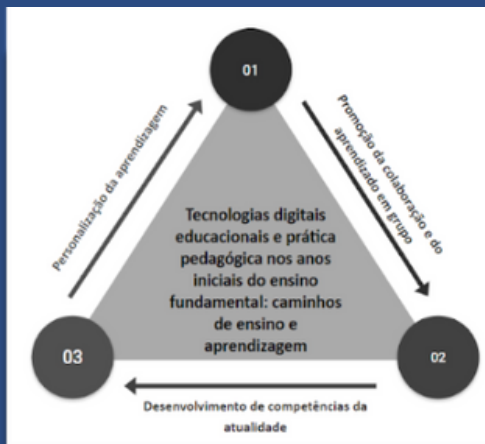 01
Promoção da colaboração e do
aprendizado em grupo
Personalização da aprendizagem
Tecnologias digitais
educacionais e prática
pedagógica nos anos
iniciais do ensino
fundamental: caminhos
de ensino e
aprendizagem
03
02
Desenvolvimento de competências da
atualidade